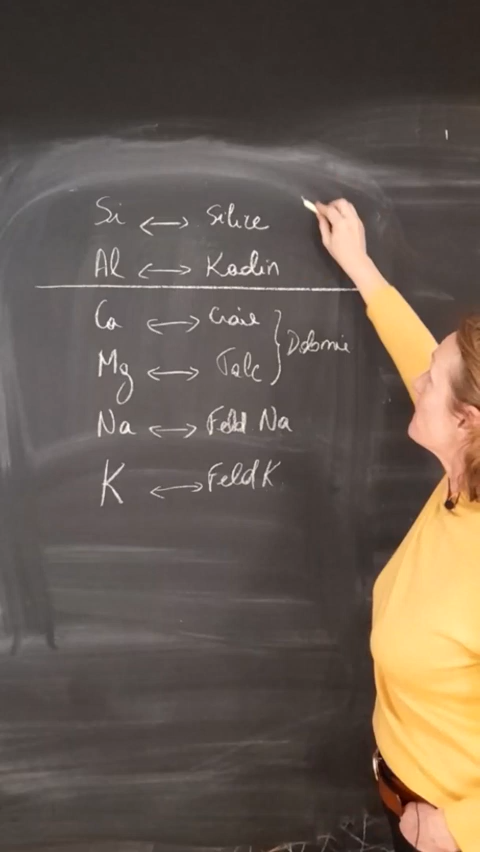 Si ↔ Silice
Al ↔ Kaolin
Ca ↔ Craie
Mg ↔ Talc } Dolomie
Na ↔ Feld Na
K ↔ Feld K